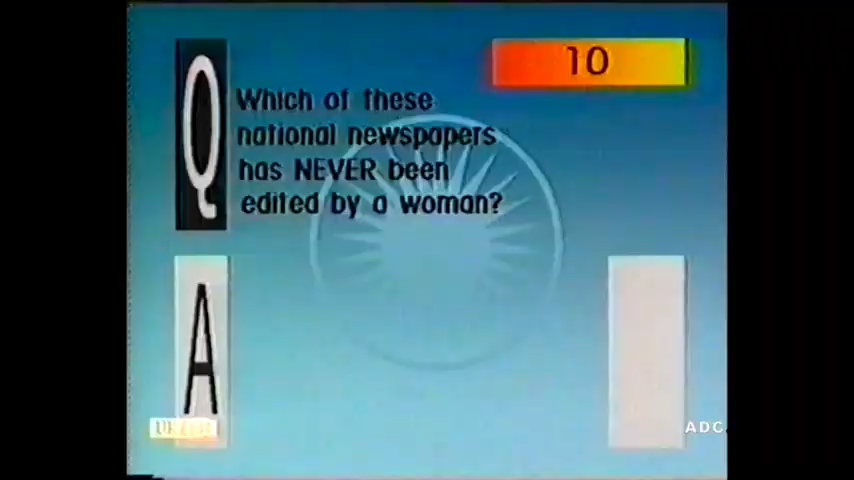 10
Q
Which of these
national newspapers
has NEVER been
edited by a woman?
A
ADC